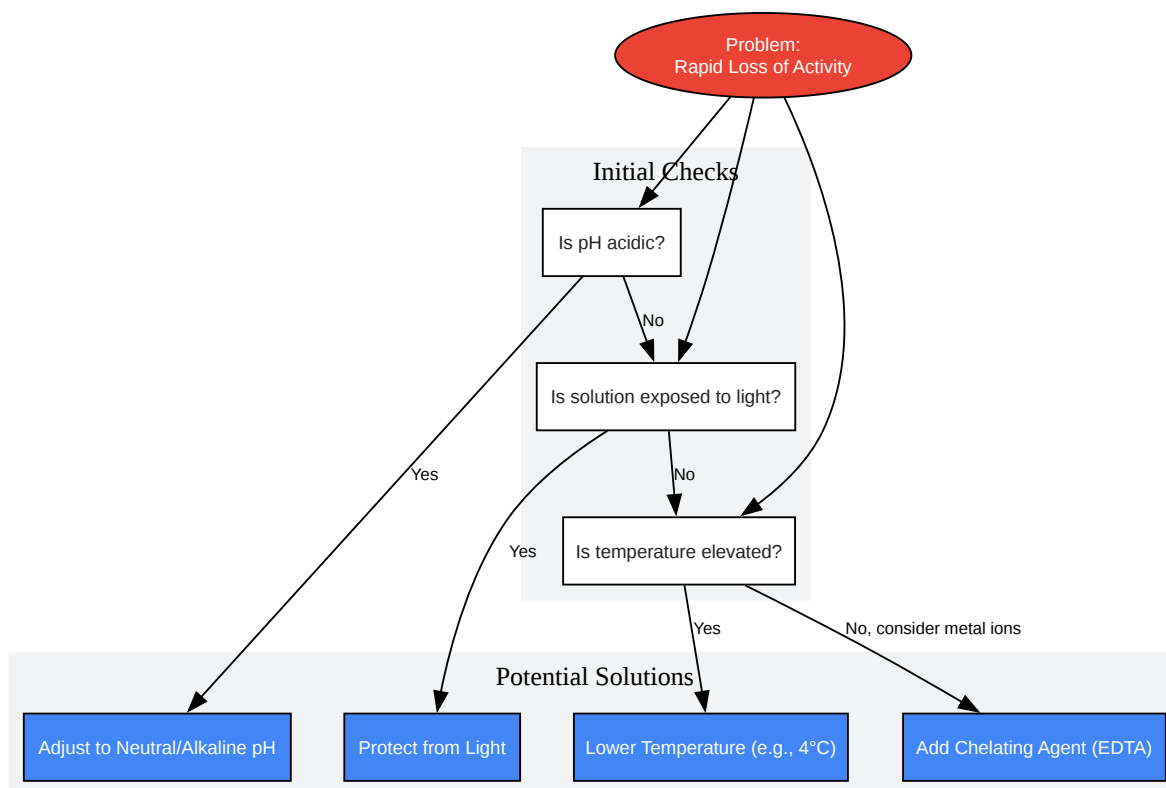 Problem:
Rapid Loss of Activity
Initial Checks
Is pH acidic?
No
Is solution exposed to light?
Yes
No
Yes
Is temperature elevated?
Yes
No, consider metal ions
Potential Solutions
Adjust to Neutral/Alkaline pH
Protect from Light
Lower Temperature (e.g., 4°C)
Add Chelating Agent (EDTA)